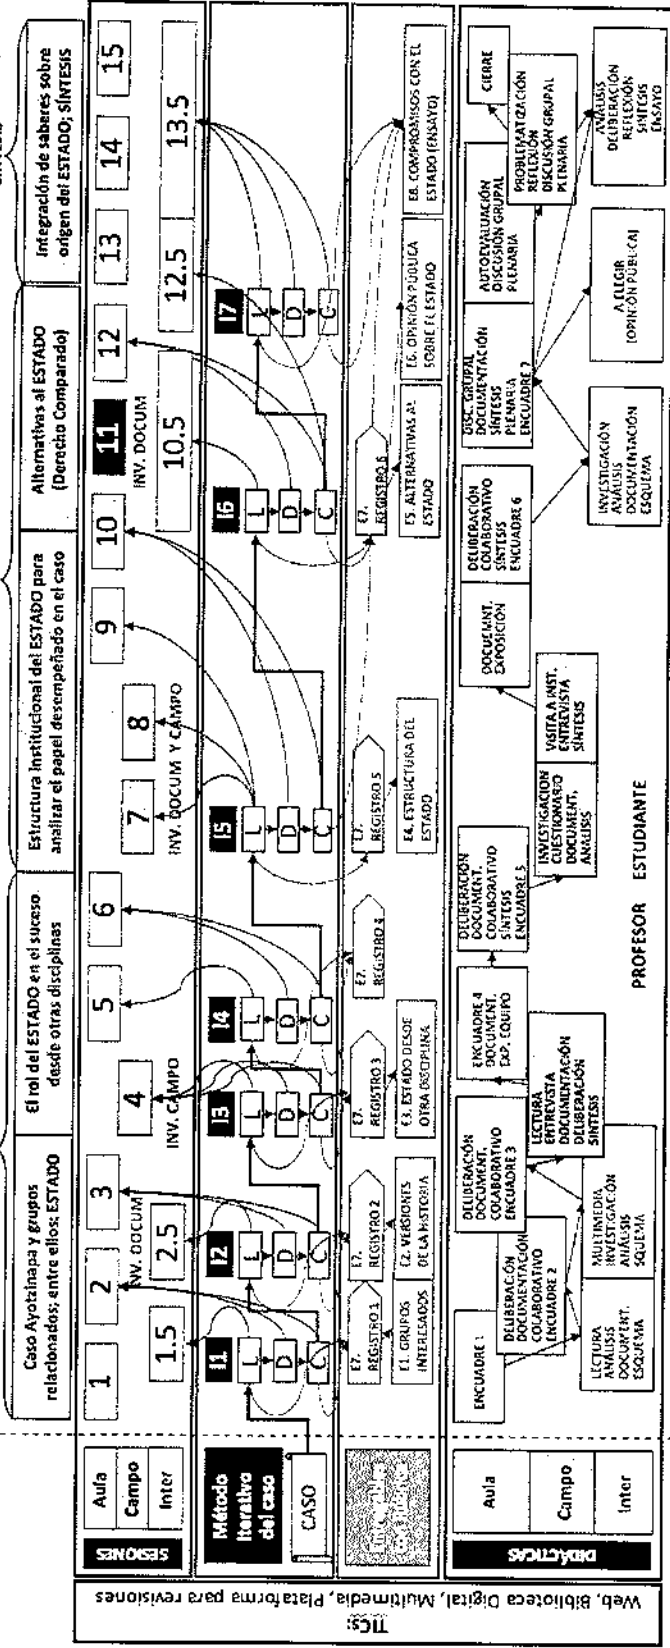 Caso Ayotzinapa y grupos
relacionados; entre ellos: ESTADO
El rol del ESTADO en el suceso
desde otras disciplinas
Estructura Institucional del ESTADO para
analizar el papel desempeñado en el caso
Alternativas al ESTADO
(Derecho Comparado)
Integración de saberes sobre
origen del ESTADO; SÍNTESIS
SESIONES
Aula
Campo
Inter
1
2
3
5
6
9
10
11
12
13
14
15
4
7
8
INV. DOCUM
INV. CAMPO
INV. DOCUM Y CAMPO
INV. DOCUM
1.5
2.5
10.5
12.5
13.5
Método
Iterativo
del caso
CASO
I1
L
D
C
I2
L
D
C
I3
L
D
C
I4
L
D
C
I5
L
D
C
I6
L
D
C
I7
L
D
C
E7.
REGISTRO 1
E7.
REGISTRO 2
E7.
REGISTRO 3
E7.
REGISTRO 4
E7.
REGISTRO 5
E7.
REGISTRO 6
E1. GRUPOS
INTERESADOS
E2. VERSIONES
DE LA HISTORIA
E3. ESTADO DESDE
OTRA DISCIPLINA
E4. ESTRUCTURA DEL
ESTADO
E5. ALTERNATIVAS AL
ESTADO
E6. OPINIÓN PÚBLICA
SOBRE EL ESTADO
E8. COMPROMISOS CON EL
ESTADO (ENSAYO)
DIDÁCTICAS
Aula
Campo
Inter
ENCUADRE 1
DELIBERACIÓN
DOCUMENTACIÓN
COLABORATIVO
ENCUADRE 2
DELIBERACIÓN
DOCUMENT.
COLABORATIVO
ENCUADRE 3
ENCUADRE 4
DOCUMENT.
EXP. EQUIPO
DELIBERACIÓN
DOCUMENT.
COLABORATIVO
SÍNTESIS
ENCUADRE 5
DOCUEMNT.
EXPOSICIÓN
DELIBERACIÓN
COLABORATIVO
SÍNTESIS
ENCUADRE 6
DISC. GRUPAL
DOCUMENTACIÓN
SÍNTESIS
PLENARIA
ENCUADRE 7
AUTOEVALUACIÓN
DISCUSIÓN GRUPAL
PLENARIA
PROBLEMATIZACIÓN
REFLEXIÓN
DISCUSIÓN GRUPAL
PLENARIA
CIERRE
LECTURA
ENTREVISTA
DOCUMENTACIÓN
DELIBERACIÓN
SINTESIS
INVESTIGACION
CUESTIONARIO
DOCUMENT.
ANALISIS
VISITA A INST.
ENTREVISTA
SÍNTESIS
LECTURA
ANÁLISIS
DOCUMENT.
ESQUEMA
MULTIMEDIA
INVESTIGACIÓN
ANÁLISIS
SQUEMA
INVESTIGACIÓN
ANÁLISIS
DOCUMENTACIÓN
ESQUEMA
A ELEGIR
(OPINIÓN PÚBLICA)
ANÁLISIS
DELIBERACIÓN
REFLEXIÓN
SÍNTESIS
ENSAYO
PROFESOR ESTUDIANTE
TICs:
Web, Biblioteca Digital, Multimedia, Plataforma para revisiones